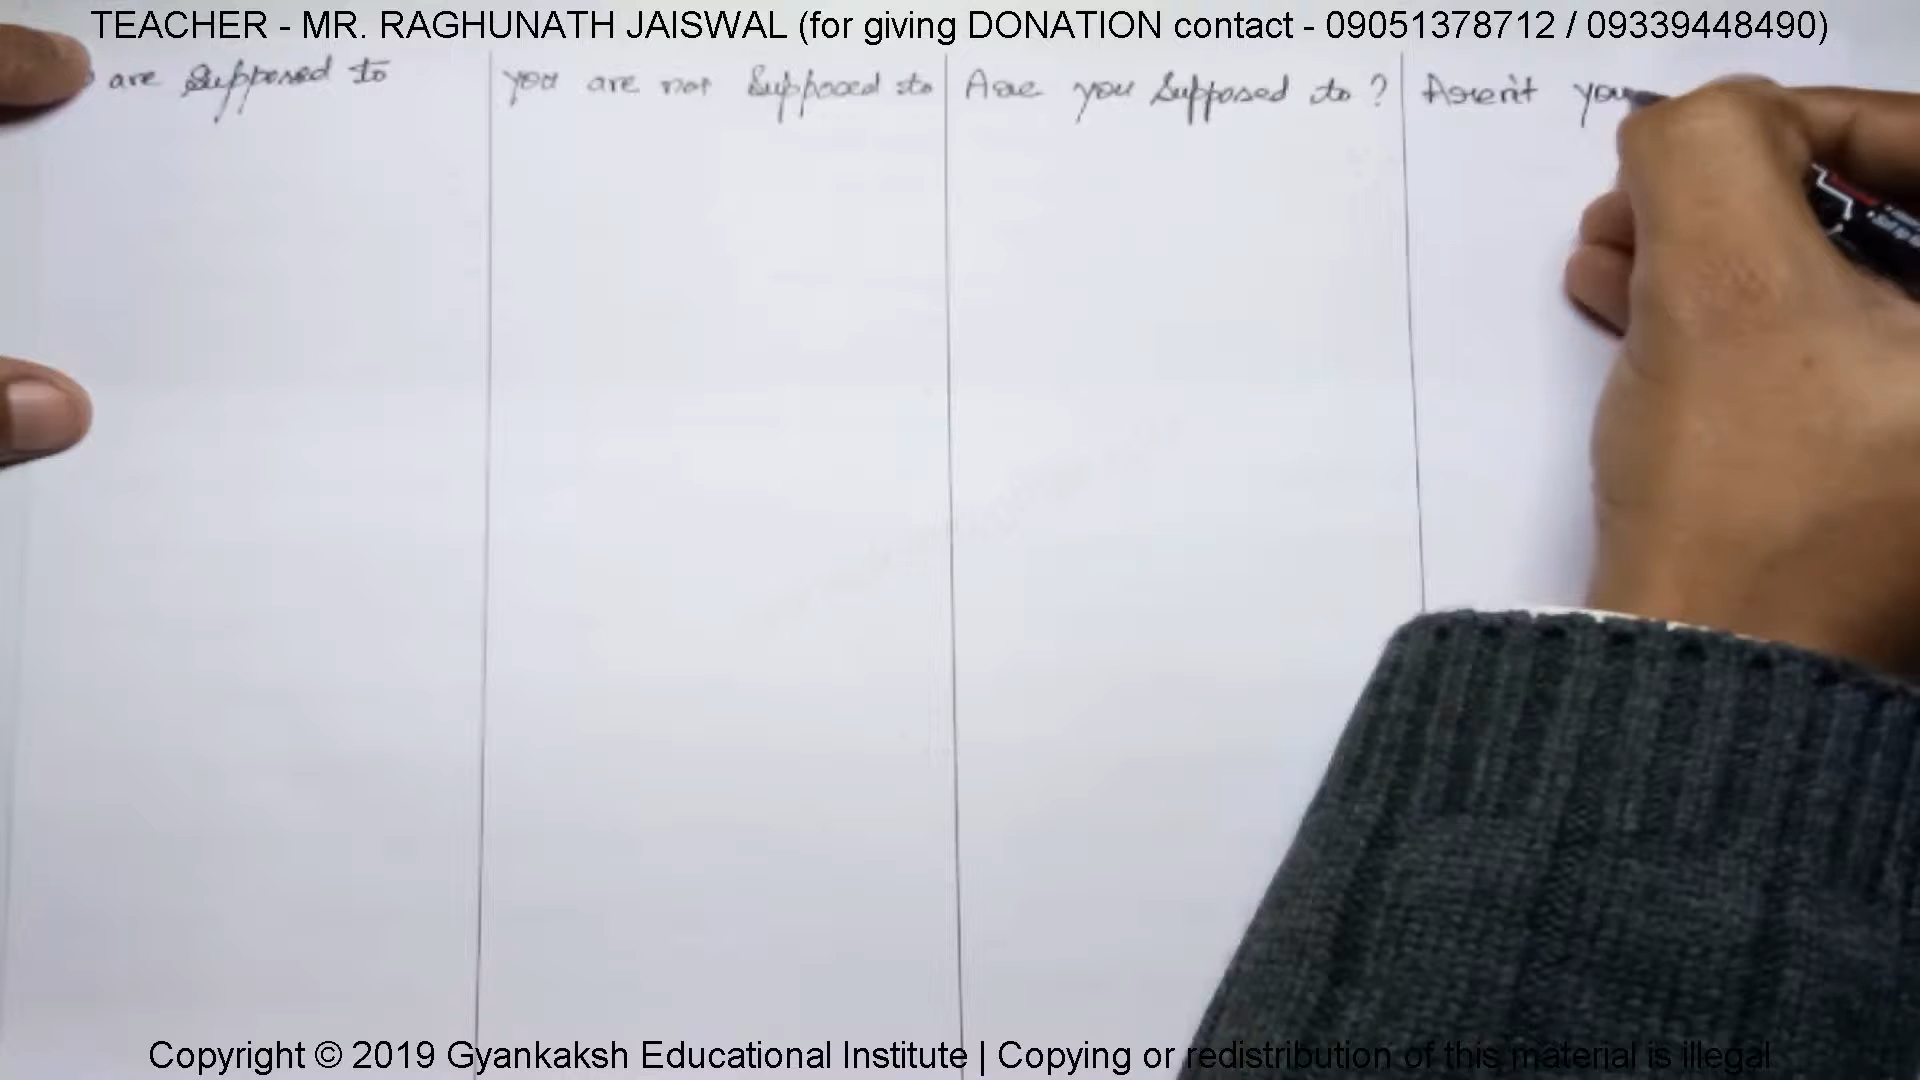 TEACHER - MR. RAGHUNATH JAISWAL (for giving DONATION contact - 09051378712 / 09339448490)
are supposed to
you are not supposed to
Are you supposed to ?
Aren't you
Copyright © 2019 Gyankaksh Educational Institute | Copying or redistribution of this material is illegal